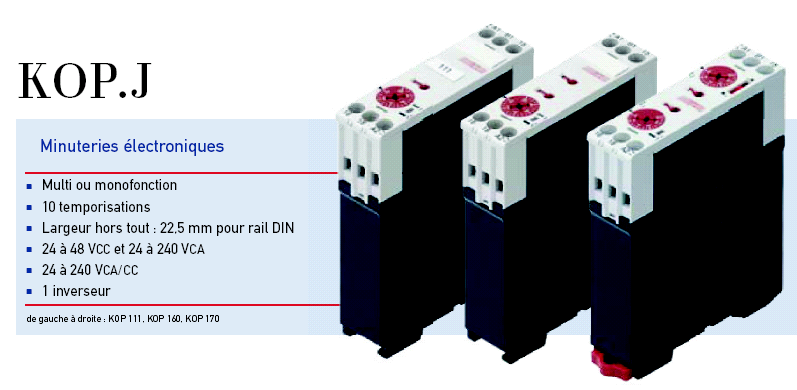 KOP.J
Minuteries électroniques
Multi ou monofonction
10 temporisations
Largeur hors tout : 22,5 mm pour rail DIN
24 à 48 VCC et 24 à 240 VCA
24 à 240 VCA/CC
1 inverseur
de gauche à droite : KOP 111, KOP 160, KOP 170
111